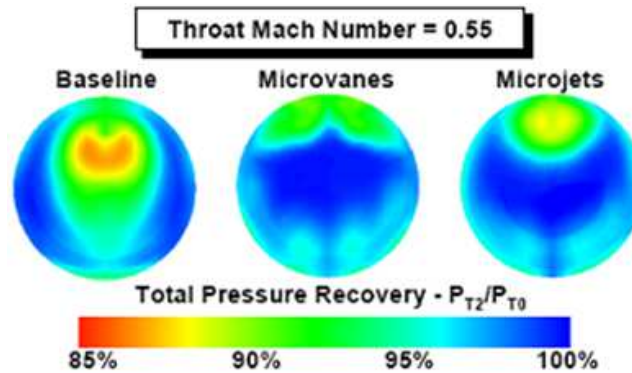 Throat Mach Number = 0.55
Baseline Microvanes Microjets
Total Pressure Recovery - PT2/PT0
85% 90% 95% 100%